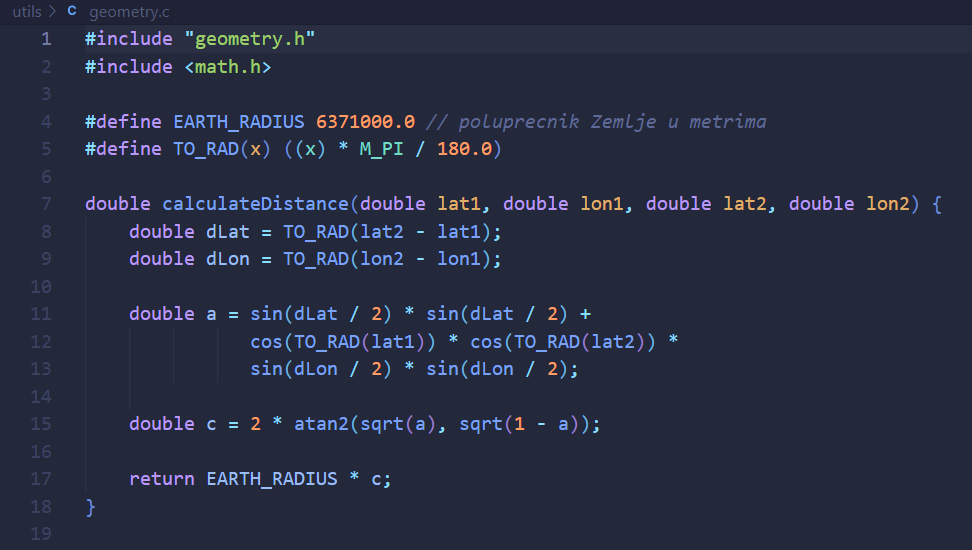 utils > C geometry.c
1 #include "geometry.h"
2 #include <math.h>
3
4 #define EARTH_RADIUS 6371000.0 // poluprecnik Zemlje u metrima
5 #define TO_RAD(x) ((x) * M_PI / 180.0)
6
7 double calculateDistance(double lat1, double lon1, double lat2, double lon2) {
8     double dLat = TO_RAD(lat2 - lat1);
9     double dLon = TO_RAD(lon2 - lon1);
10
11     double a = sin(dLat / 2) * sin(dLat / 2) +
12                cos(TO_RAD(lat1)) * cos(TO_RAD(lat2)) *
13                sin(dLon / 2) * sin(dLon / 2);
14
15     double c = 2 * atan2(sqrt(a), sqrt(1 - a));
16
17     return EARTH_RADIUS * c;
18 }
19